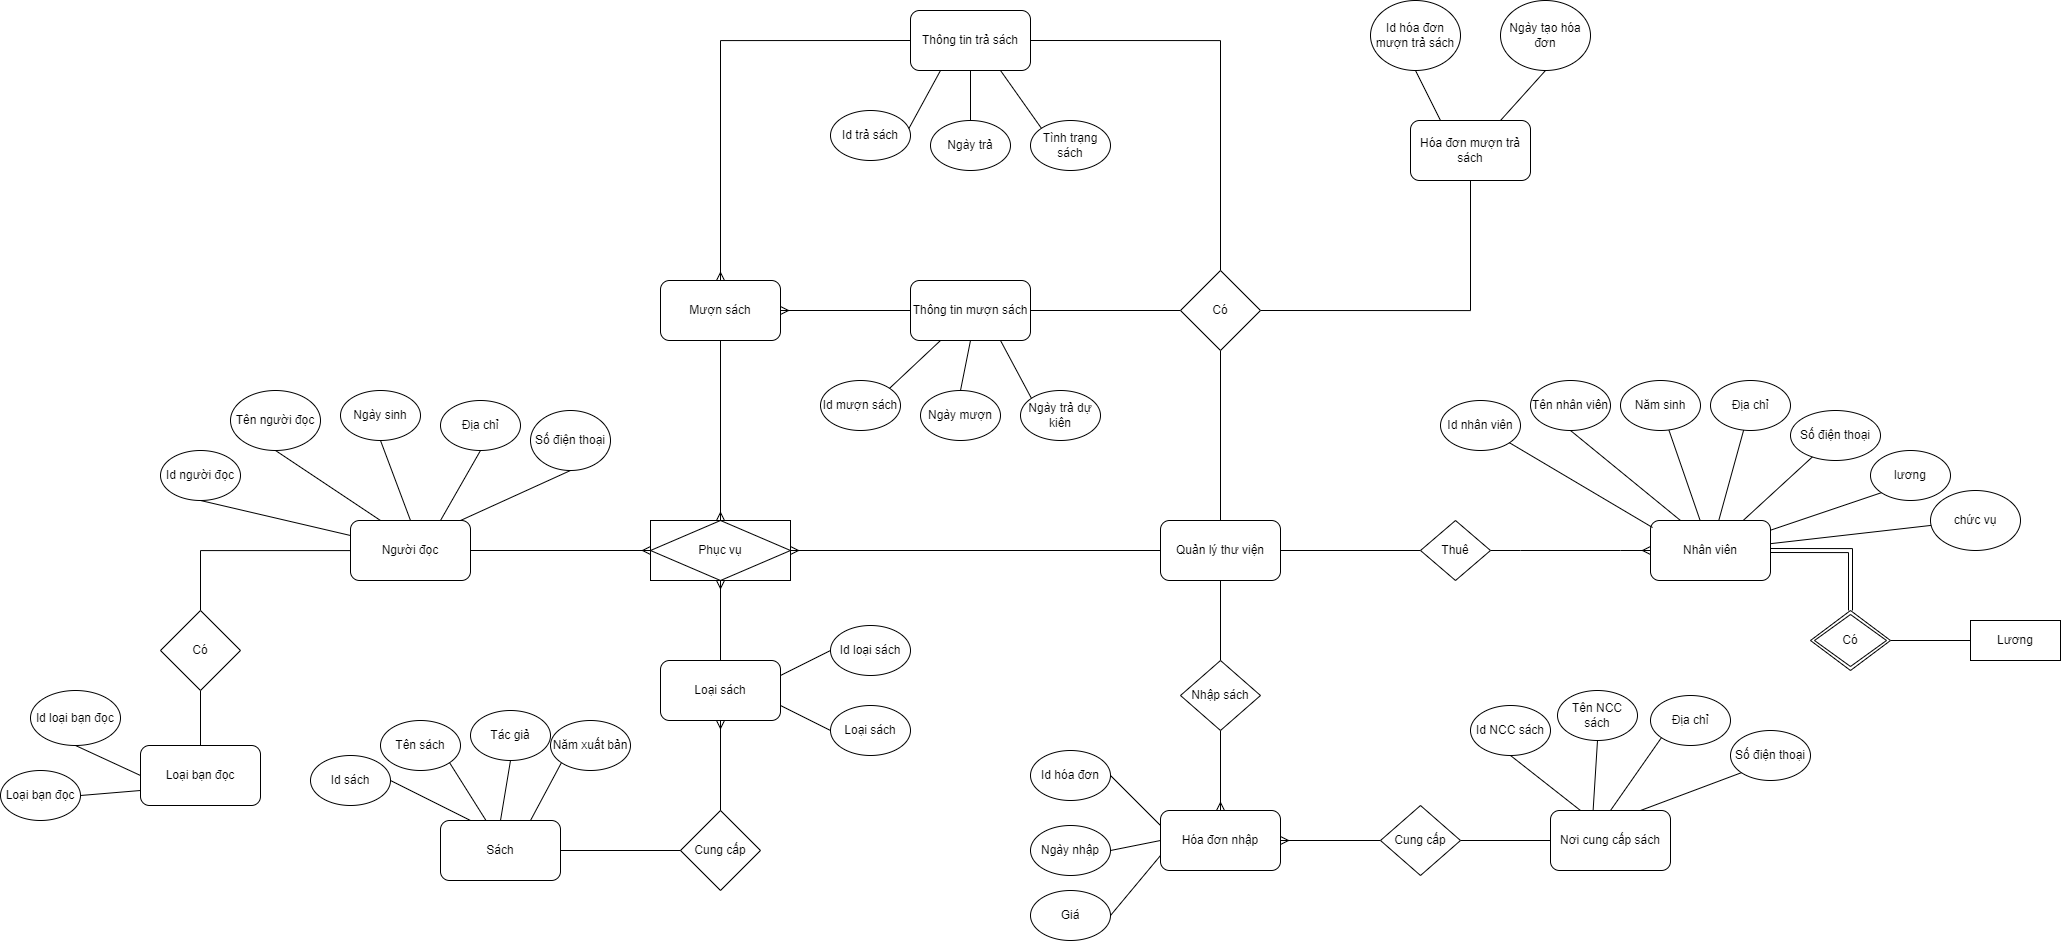 Thông tin trả sách
Id trả sách
Ngày trả
Tình trạng
sách
Id hóa đơn
mượn trả sách
Ngày tạo hóa
đơn
Hóa đơn mượn trả
sách
Mượn sách
Thông tin mượn sách
Có
Id mượn sách
Ngày mượn
Ngày trả dự
kiên
Id người đọc
Tên người đọc
Ngày sinh
Địa chỉ
Số điện thoại
Id nhân viên
Tên nhân viên
Năm sinh
Địa chỉ
Số điện thoại
lương
chức vụ
Người đọc
Phục vụ
Quản lý thư viện
Thuê
Nhân viên
Có
Có
Lương
Id loại bạn đọc
Loại bạn đọc
Loại bạn đọc
Loại sách
Id loại sách
Loại sách
Id sách
Tên sách
Tác giả
Năm xuất bản
Sách
Cung cấp
Nhập sách
Id hóa đơn
Ngày nhập
Giá
Hóa đơn nhập
Cung cấp
Id NCC sách
Tên NCC
sách
Địa chỉ
Số điện thoại
Nơi cung cấp sách